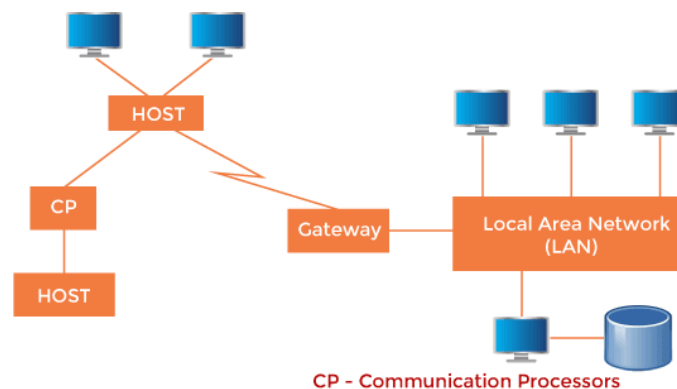 HOST
CP
Gateway
Local Area Network
(LAN)
HOST
CP - Communication Processors